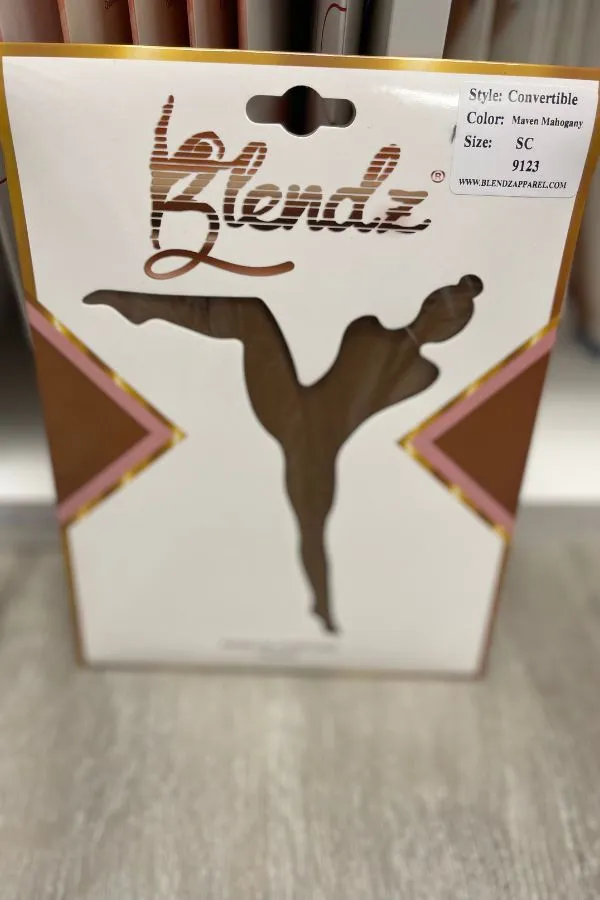 Blendz®
Style: Convertible
Color: Maven Mahogany
Size: SC
9123
WWW.BLENDZAPPAREL.COM